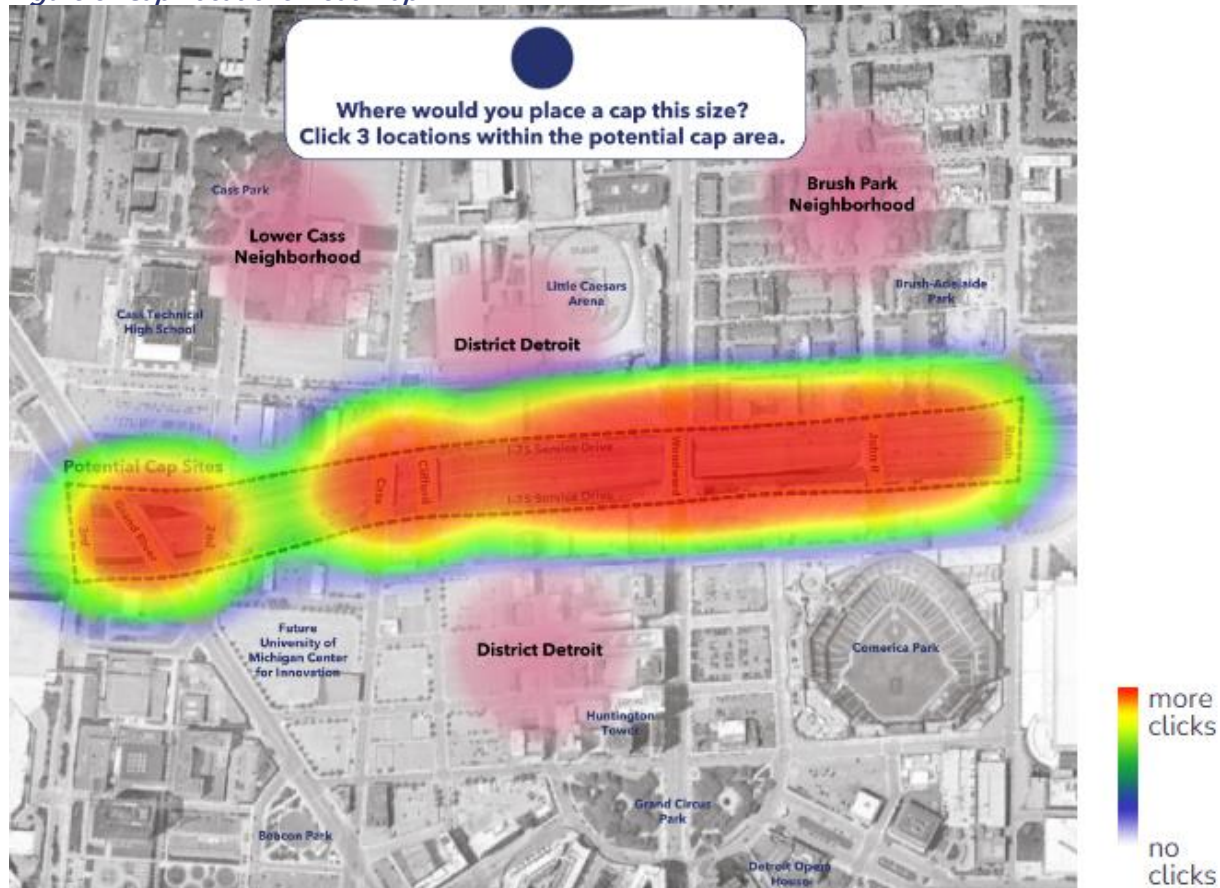 Where would you place a cap this size?
Click 3 locations within the potential cap area.
Cass Park
Lower Cass
Neighborhood
Brush Park
Neighborhood
Little Caesars
Arena
Brush-Adelaide
Park
Cass Technical
High School
District Detroit
Potential Cap Sites
I-75 Service Drive
I-75 Service Drive
2nd
Grand River
2nd
Cass
Clifford
Woodward
John R
Brush
Future
University of
Michigan Center
for Innovation
District Detroit
Comerica Park
Huntington
Tower
Grand Circus
Park
Beacon Park
Detroit Opera
House
more
clicks
no
clicks